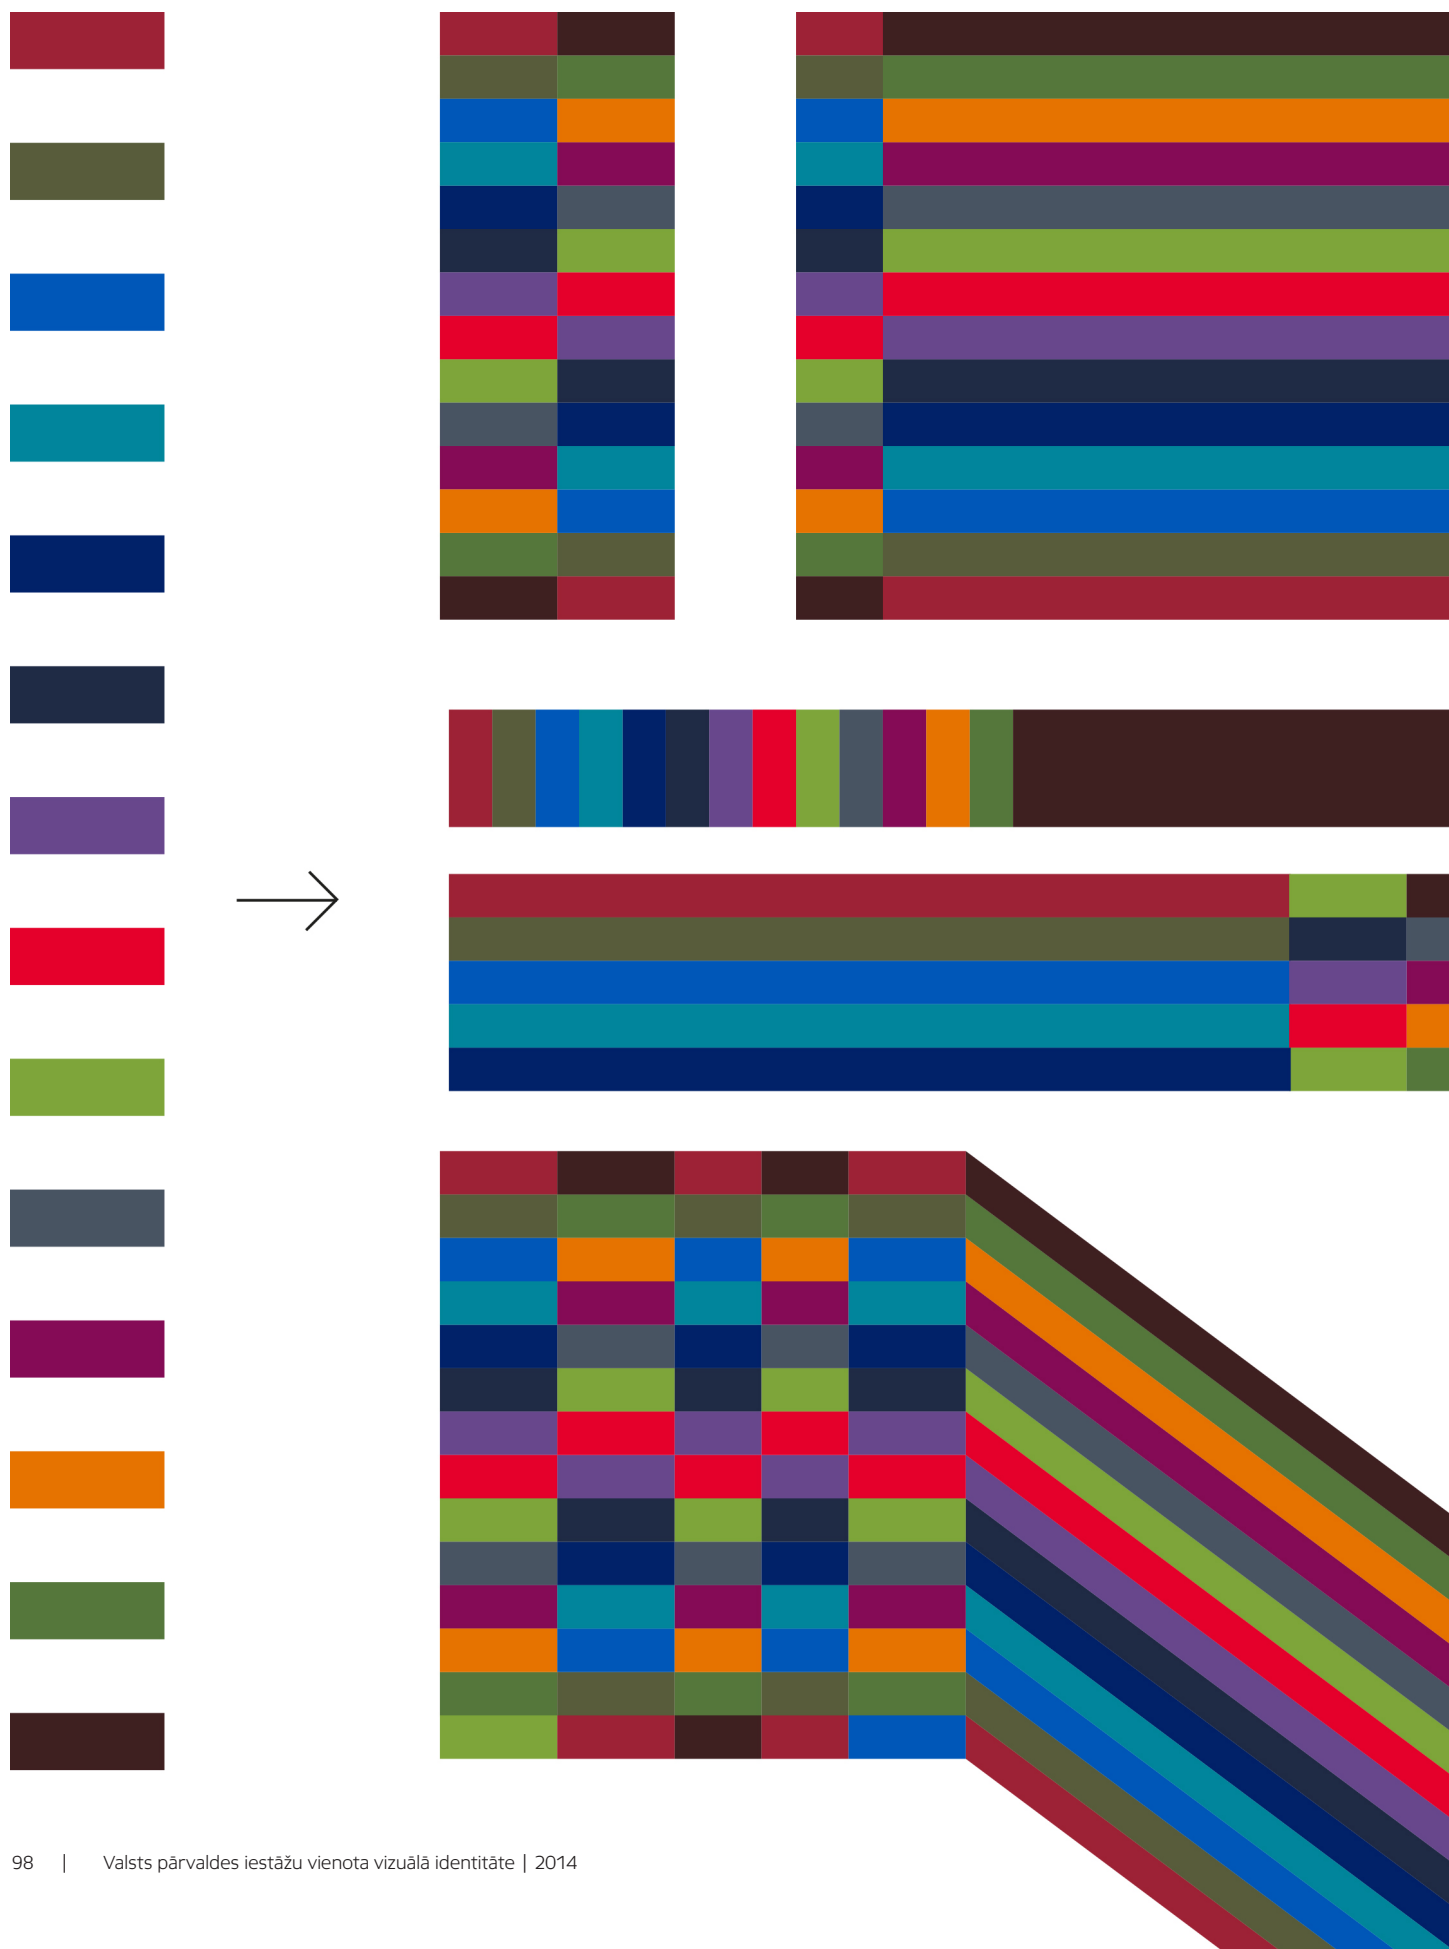 98 | Valsts pārvaldes iestāžu vienota vizuālā identitāte | 2014